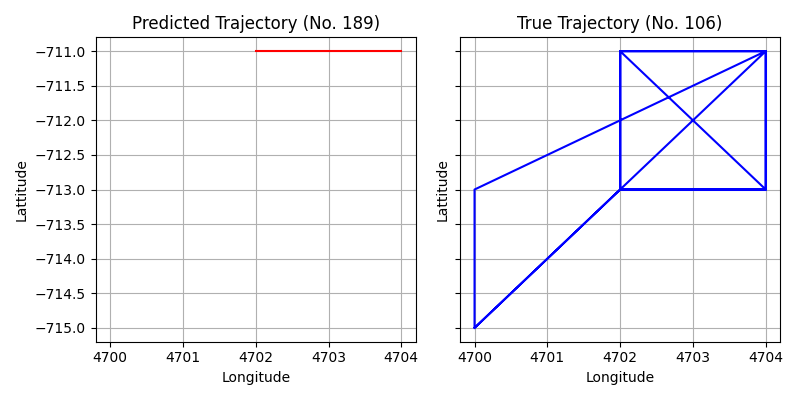 Predicted Trajectory (No. 189)
True Trajectory (No. 106)
−711.0
−711.5
−712.0
−712.5
−713.0
−713.5
−714.0
−714.5
−715.0
Lattitude
Lattitude
4700 4701 4702 4703 4704
4700 4701 4702 4703 4704
Longitude
Longitude